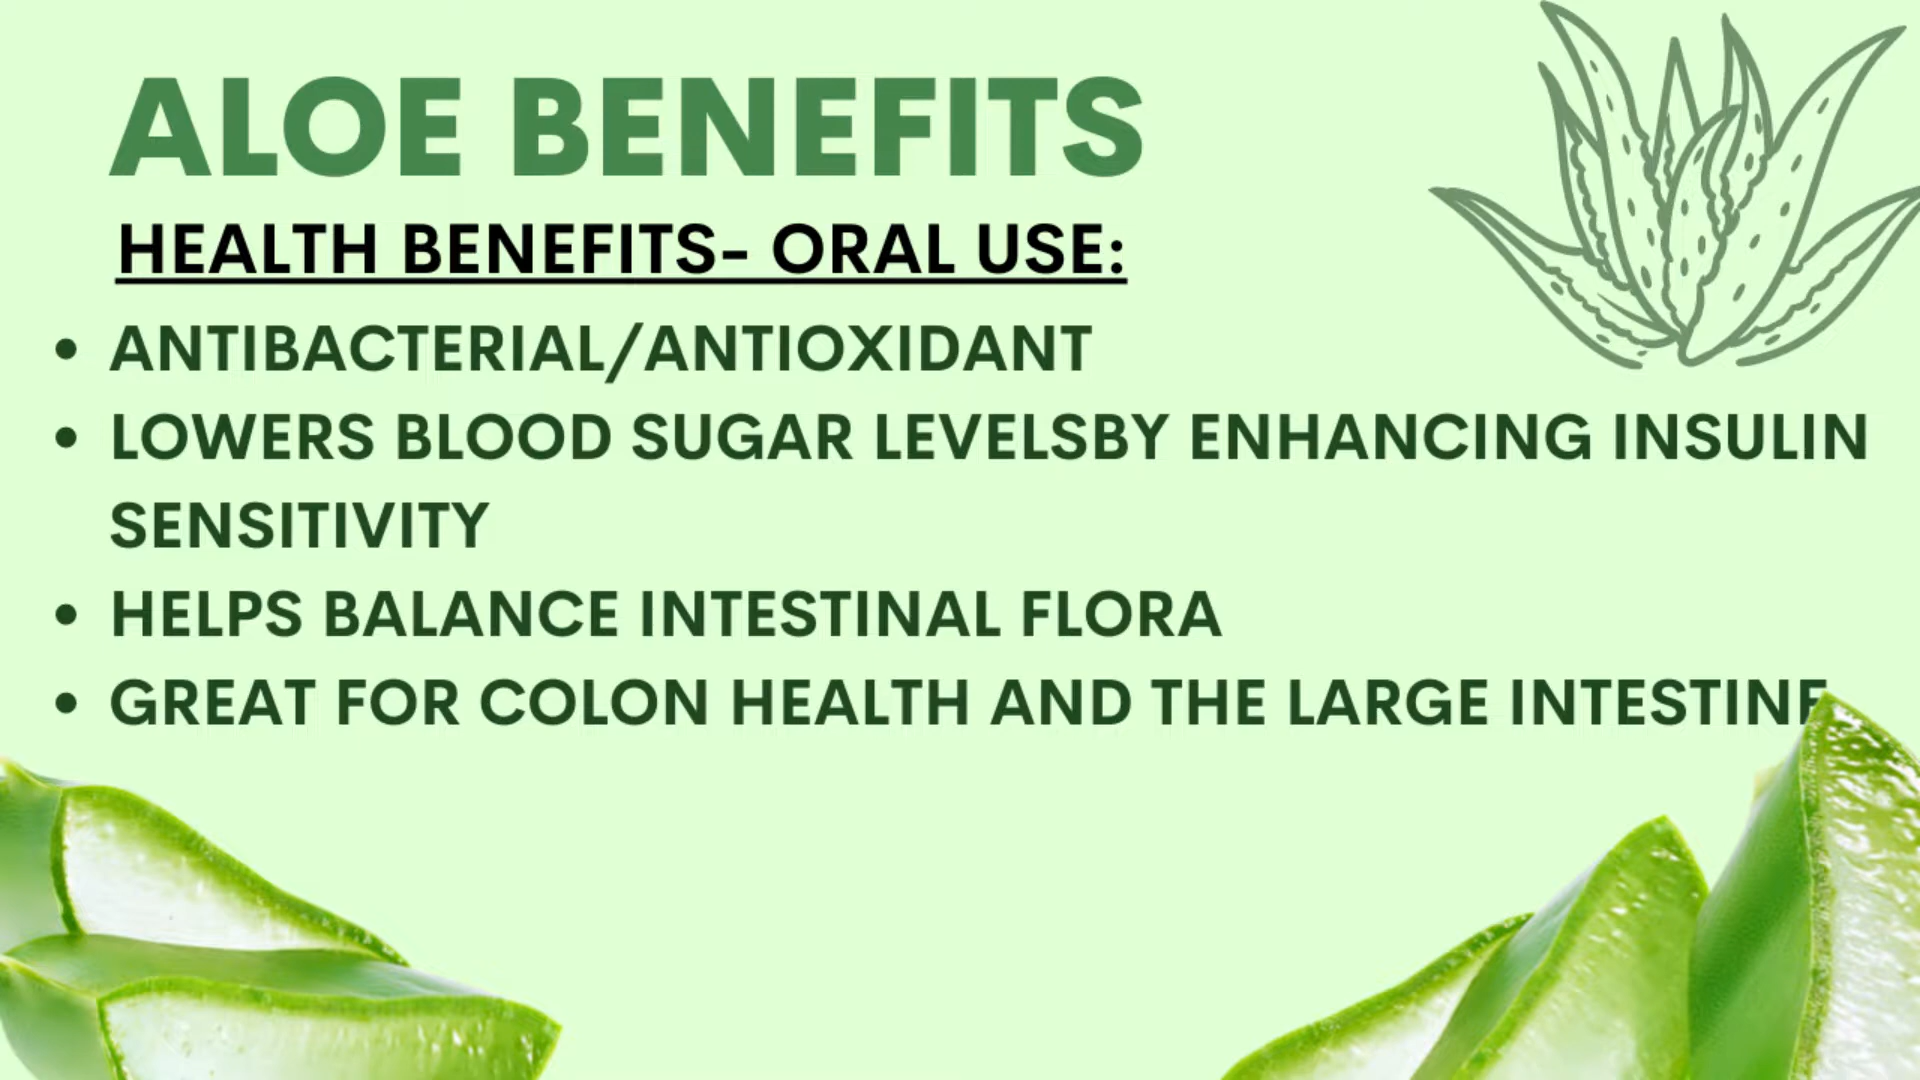 ALOE BENEFITS
HEALTH BENEFITS- ORAL USE:
• ANTIBACTERIAL/ANTIOXIDANT
• LOWERS BLOOD SUGAR LEVELSBY ENHANCING INSULIN
SENSITIVITY
• HELPS BALANCE INTESTINAL FLORA
• GREAT FOR COLON HEALTH AND THE LARGE INTESTINE